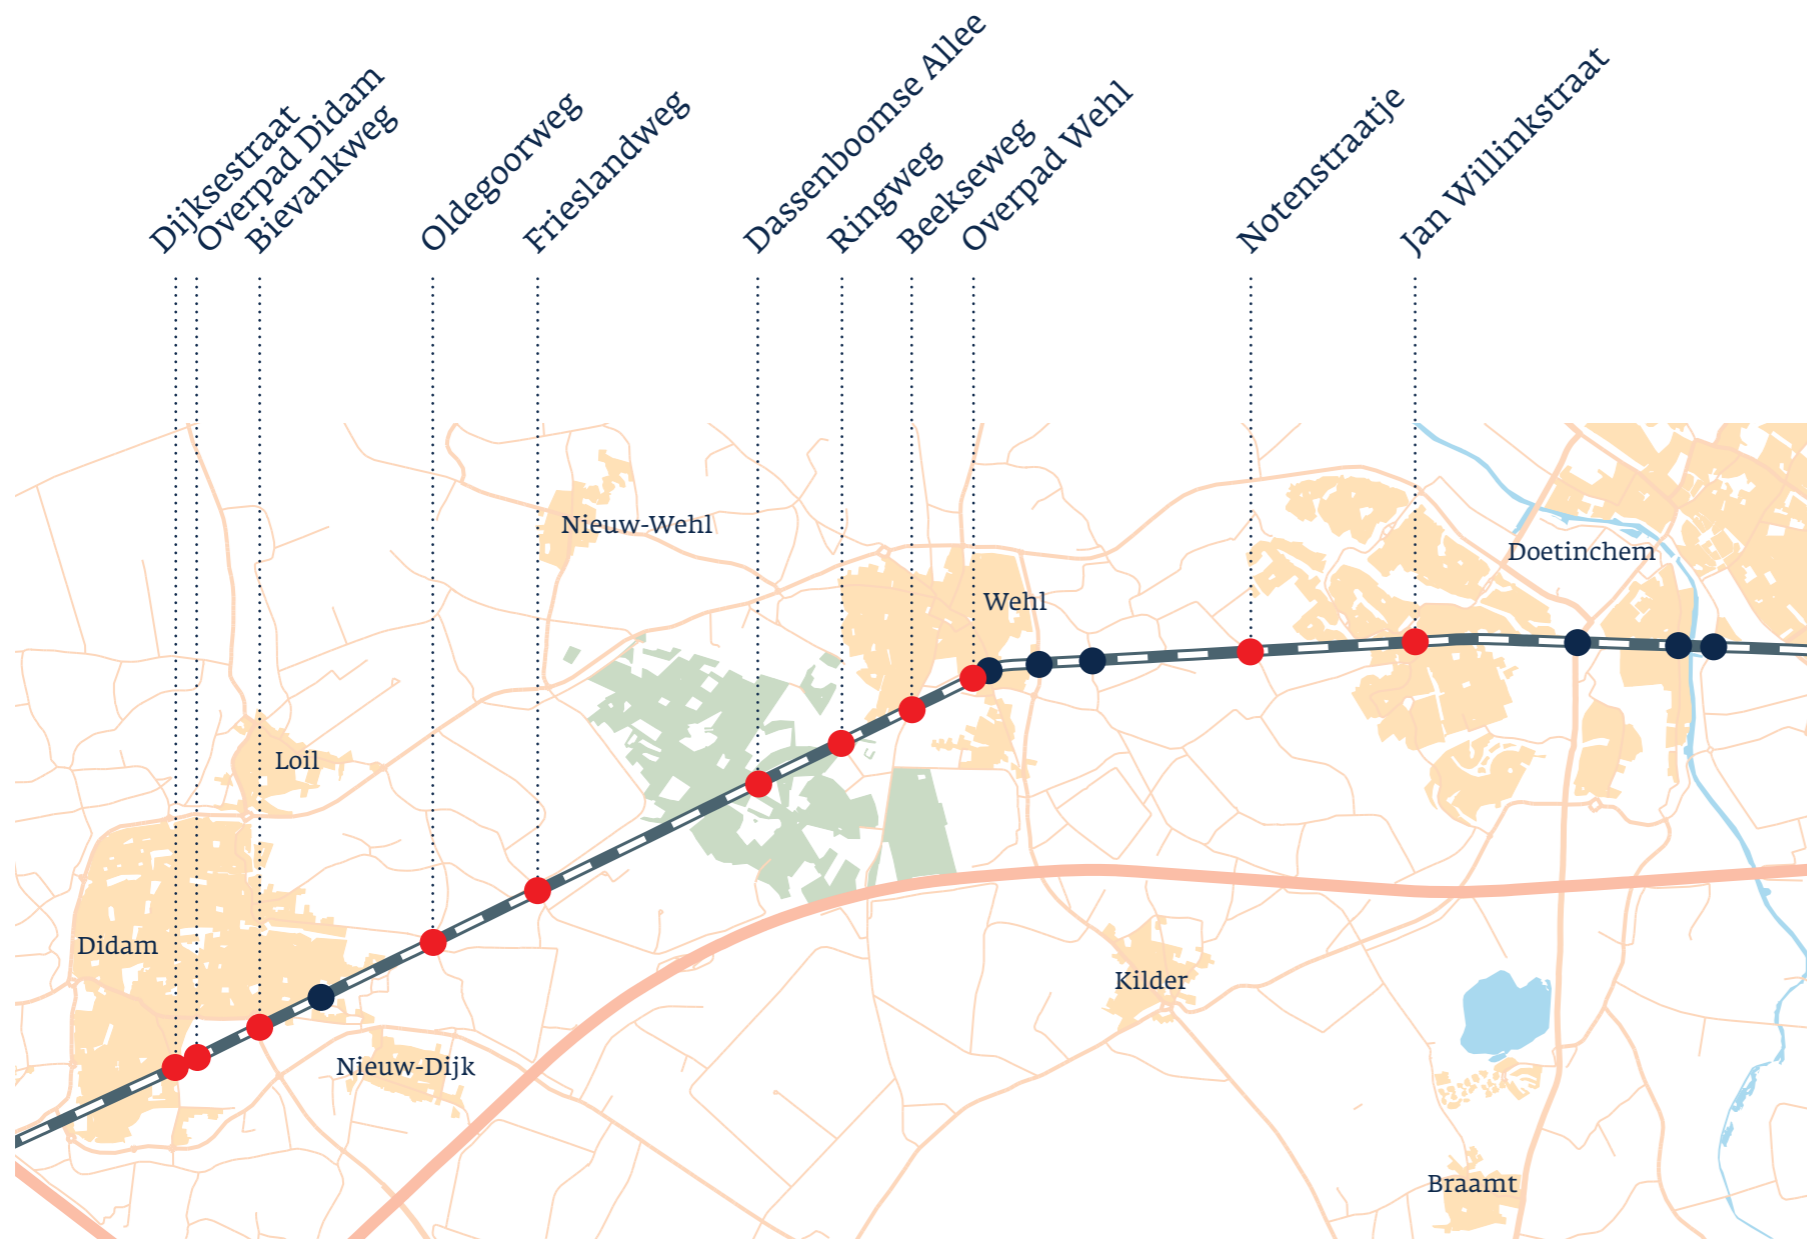 Dijksestraat
Overpad Didam
Bievankweg
Oldegoorweg
Frieslandweg
Dassenboomse Allee
Ringweg
Beekseweg
Overpad Wehl
Notenstraatje
Jan Willinkstraat
Nieuw-Wehl
Doetinchem
Wehl
Loil
Didam
Kilder
Nieuw-Dijk
Braamt